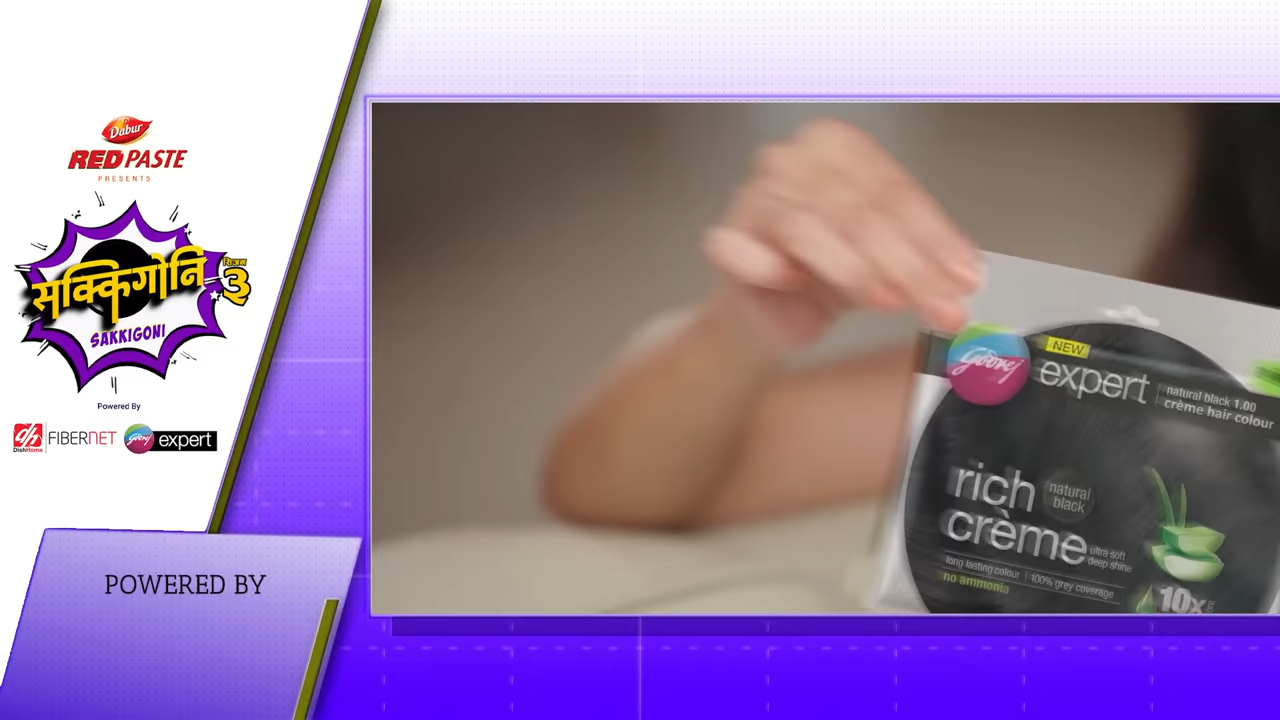 Dabur
RED PASTE
PRESENTS
सक्किगोनि
सिजन
३
SAKKIGONI
Powered By
dh
DishHome
FIBERNET
Godrej
expert
POWERED BY
Godrej
NEW
expert
natural black 1.00
crème hair colour
rich
crème
natural
black
ultra soft
deep shine
long lasting colour | 100% grey coverage
no ammonia
10x